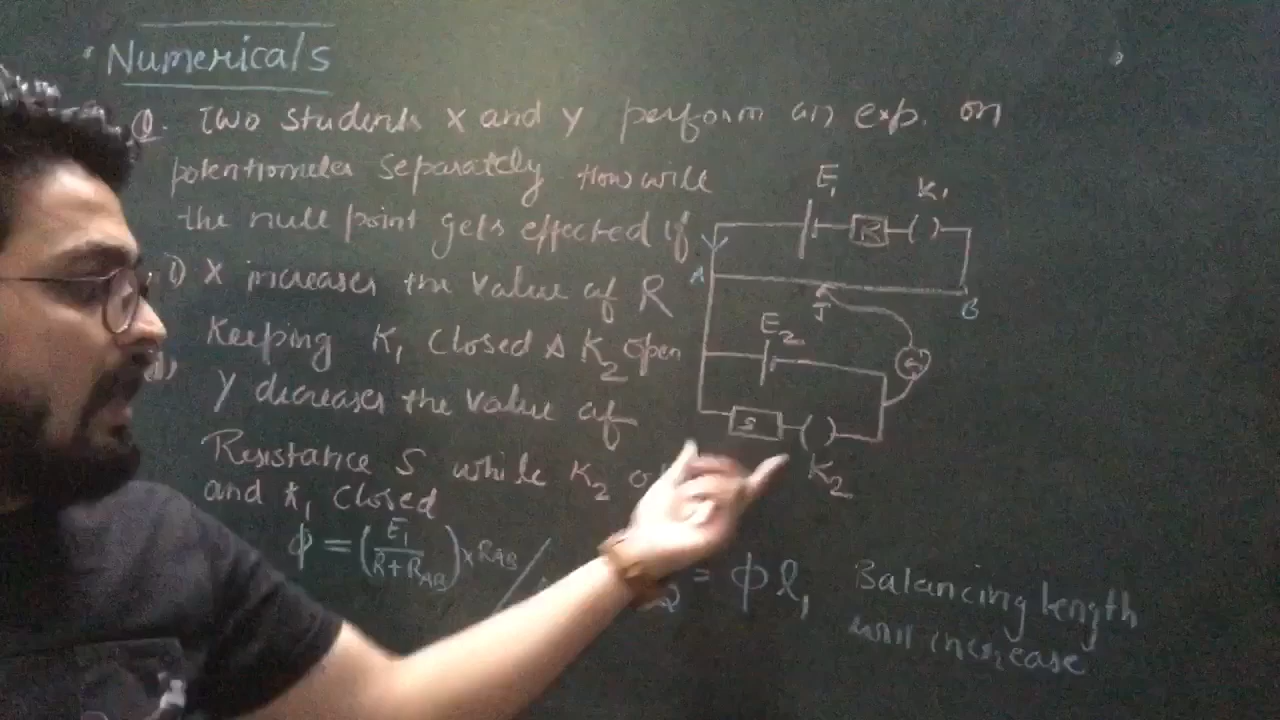 Numericals
Q. Two students X and Y perform an exp. on
potentiometer separately How will
the null point gets effected if
i) X increases the value of R
Keeping K1 closed & K2 open
Y decreases the value of
Resistance S while K2
and K1 closed
E1
K1
R
A
B
J
E2
G
S
K2
ϕ = (E1/R+RAB) × RAB /
2 = ϕ l1
Balancing length
will increase